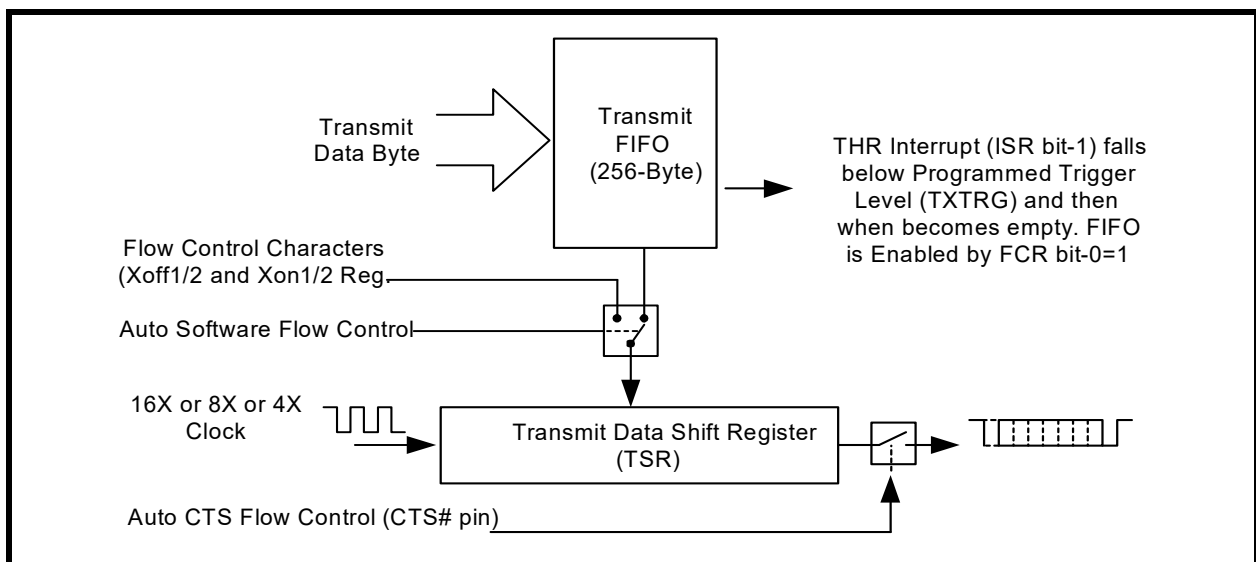 Transmit
Data Byte
Transmit
FIFO
(256-Byte)
THR Interrupt (ISR bit-1) falls
below Programmed Trigger
Level (TXTRG) and then
when becomes empty. FIFO
is Enabled by FCR bit-0=1
Flow Control Characters
(Xoff1/2 and Xon1/2 Reg.
Auto Software Flow Control
16X or 8X or 4X
Clock
Transmit Data Shift Register
(TSR)
Auto CTS Flow Control (CTS# pin)